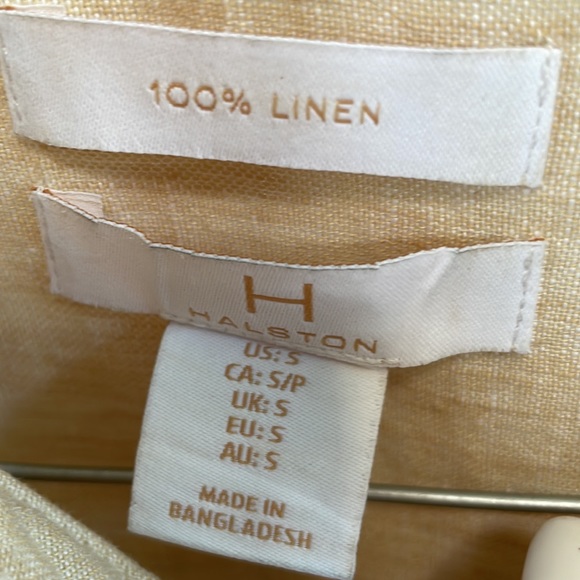 100% LINEN
H
HALSTON
US: S
CA: S/P
UK: S
EU: S
AU: S
MADE IN
BANGLADESH